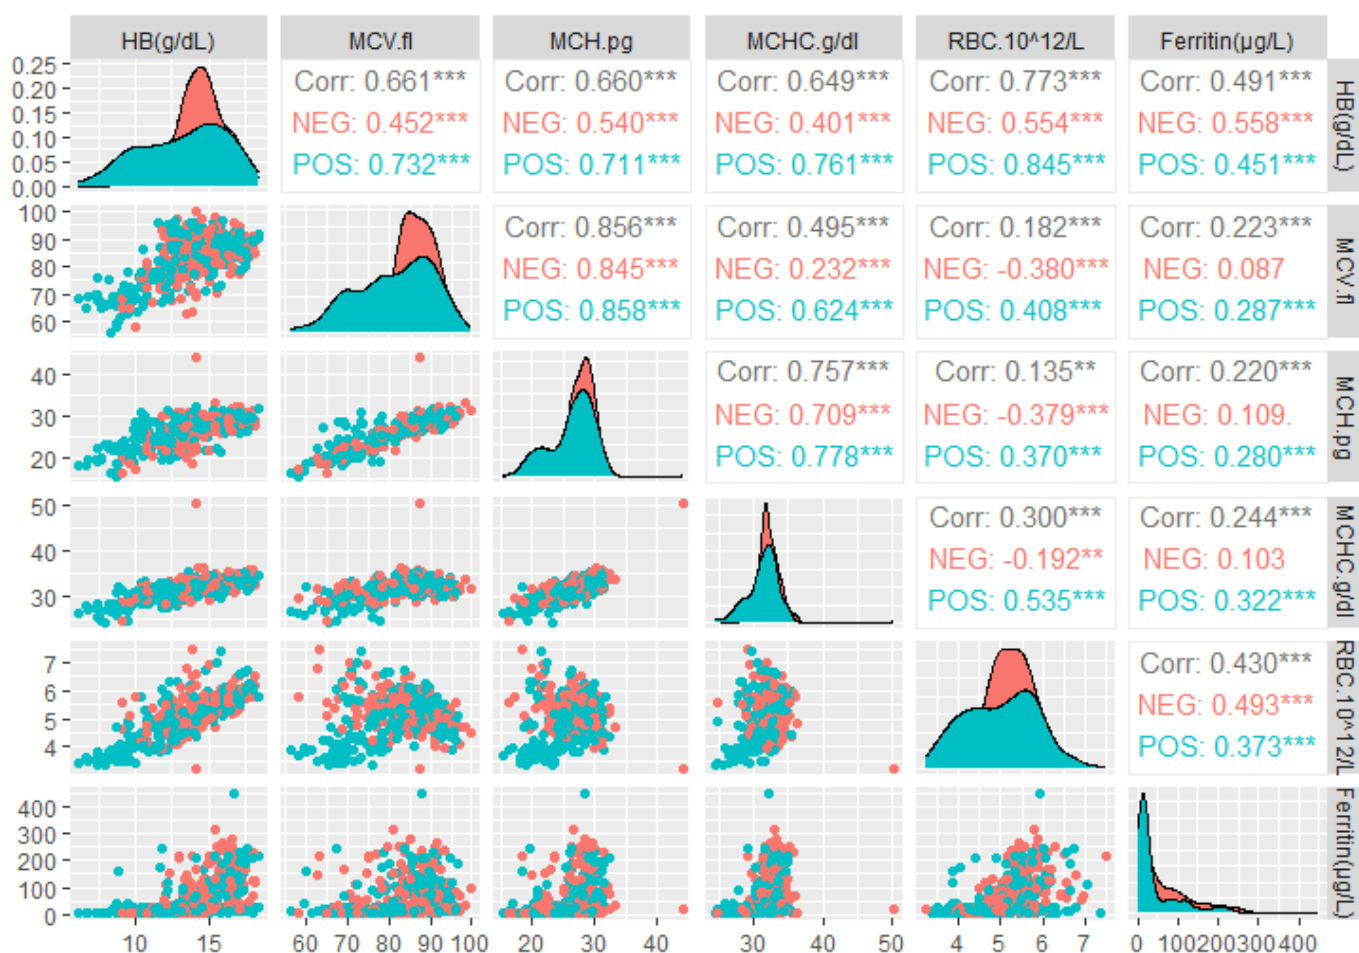 HB(g/dL) MCV.fl MCH.pg MCHC.g/dl RBC.10^12/L Ferritin(µg/L)
0.25
0.20
0.15
0.10
0.05
0.00
Corr: 0.661***
NEG: 0.452***
POS: 0.732***
Corr: 0.660***
NEG: 0.540***
POS: 0.711***
Corr: 0.649***
NEG: 0.401***
POS: 0.761***
Corr: 0.773***
NEG: 0.554***
POS: 0.845***
Corr: 0.491***
NEG: 0.558***
POS: 0.451***
HB(g/dL)
100
90
80
70
60
Corr: 0.856***
NEG: 0.845***
POS: 0.858***
Corr: 0.495***
NEG: 0.232***
POS: 0.624***
Corr: 0.182***
NEG: -0.380***
POS: 0.408***
Corr: 0.223***
NEG: 0.087
POS: 0.287***
MCV.fl
40
30
20
Corr: 0.757***
NEG: 0.709***
POS: 0.778***
Corr: 0.135**
NEG: -0.379***
POS: 0.370***
Corr: 0.220***
NEG: 0.109.
POS: 0.280***
MCH.pg
50
40
30
Corr: 0.300***
NEG: -0.192**
POS: 0.535***
Corr: 0.244***
NEG: 0.103
POS: 0.322***
MCHC.g/dl
7
6
5
4
Corr: 0.430***
NEG: 0.493***
POS: 0.373***
RBC.10^12/L
400
300
200
100
0
Ferritin(µg/L)
10 15 60 70 80 90 100 20 30 40 30 40 50 4 5 6 7 0 100 200 300 400